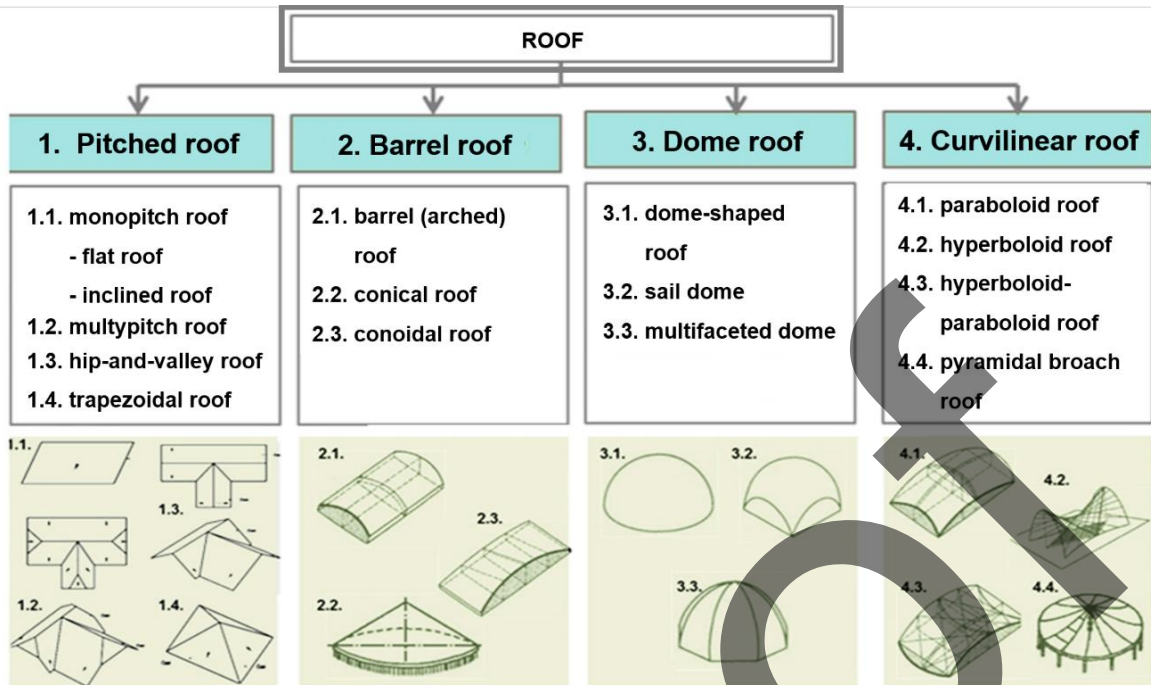 ROOF
1. Pitched roof
1.1. monopitch roof
- flat roof
- inclined roof
1.2. multypitch roof
1.3. hip-and-valley roof
1.4. trapezoidal roof
2. Barrel roof
2.1. barrel (arched)
roof
2.2. conical roof
2.3. conoidal roof
3. Dome roof
3.1. dome-shaped
roof
3.2. sail dome
3.3. multifaceted dome
4. Curvilinear roof
4.1. paraboloid roof
4.2. hyperboloid roof
4.3. hyperboloid-
paraboloid roof
4.4. pyramidal broach
roof
1.1.
1.3.
1.2.
1.4.
2.1.
2.3.
2.2.
3.1.
3.2.
3.3.
4.1.
4.2.
4.3.
4.4.
of